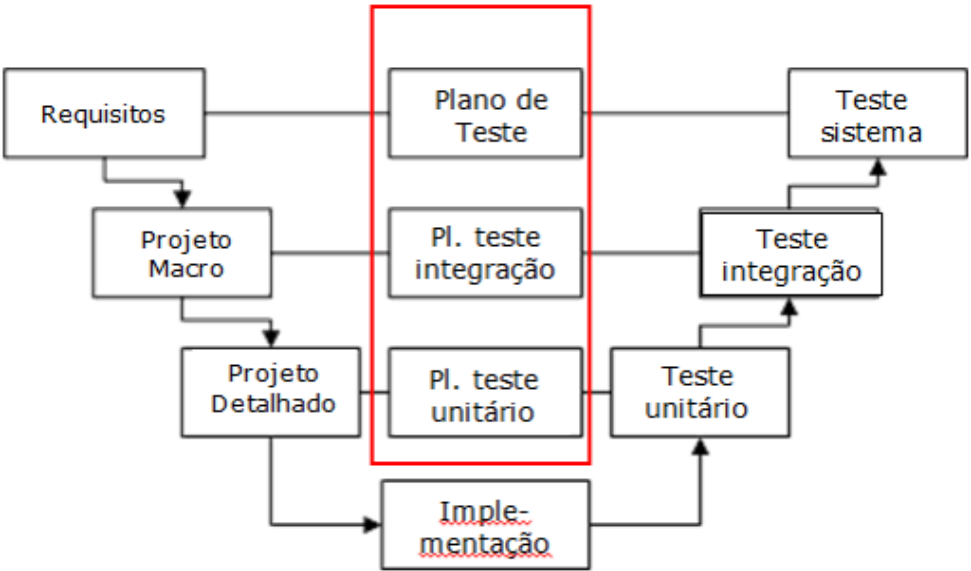 Requisitos
Plano de
Teste
Teste
sistema
Projeto
Macro
Pl. teste
integração
Teste
integração
Projeto
Detalhado
Pl. teste
unitário
Teste
unitário
Imple-
mentação